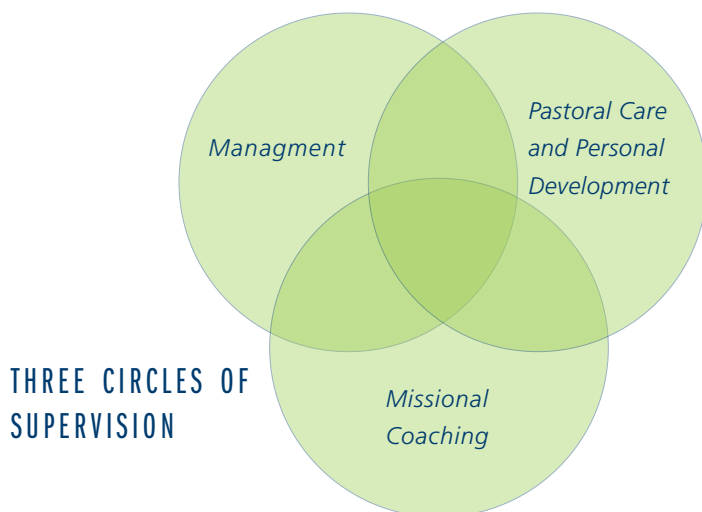 Managment
Pastoral Care
and Personal
Development
THREE CIRCLES OF
SUPERVISION
Missional
Coaching